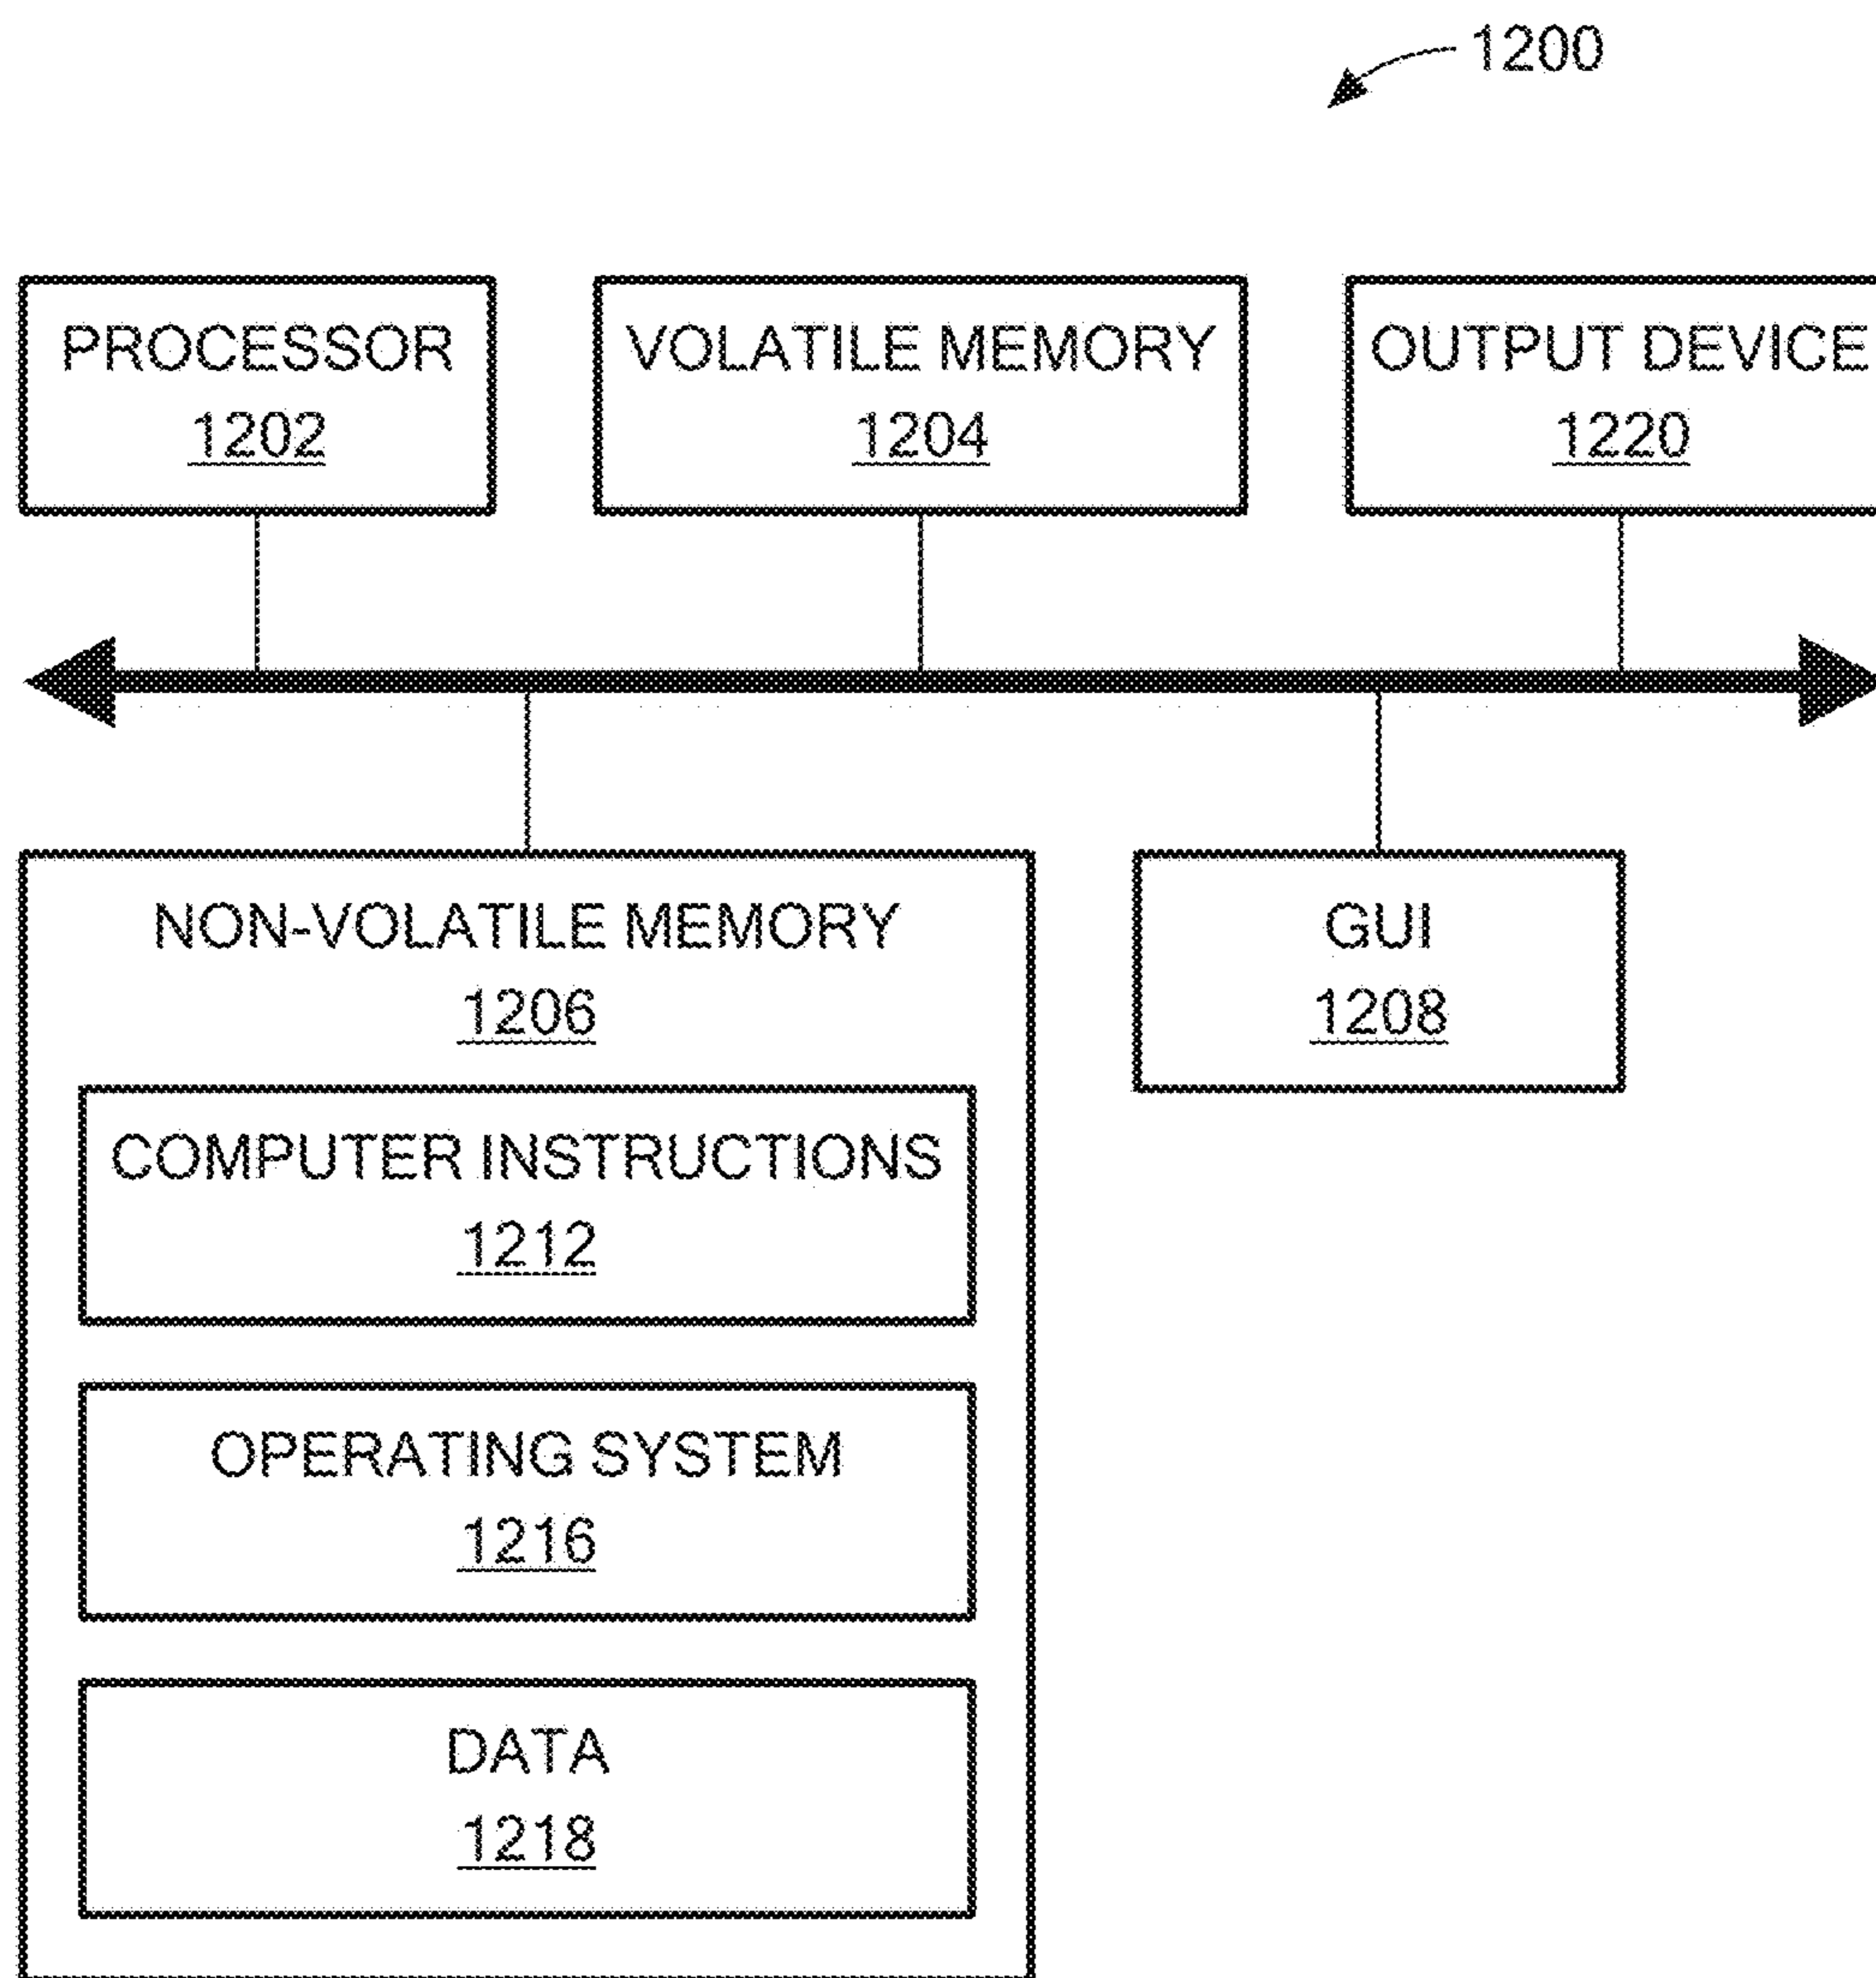 1200
PROCESSOR
1202
VOLATILE MEMORY
1204
OUTPUT DEVICE
1220
NON-VOLATILE MEMORY
1206
COMPUTER INSTRUCTIONS
1212
OPERATING SYSTEM
1216
DATA
1218
GUI
1208